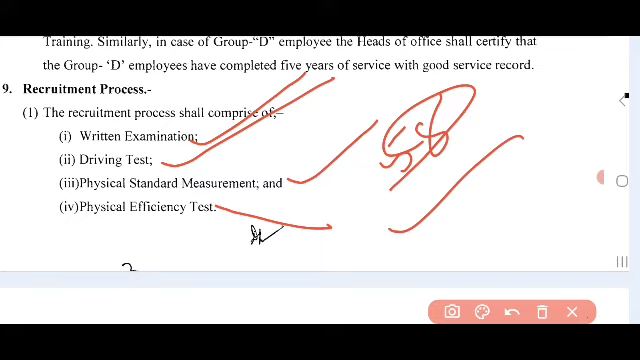 Training. Similarly, in case of Group-“D” employee the Heads of office shall certify that
the Group- ‘D’ employees have completed five years of service with good service record.
9. Recruitment Process.-
(1) The recruitment process shall comprise of;–
(i) Written Examination;
(ii) Driving Test;
(iii)Physical Standard Measurement; and
(iv)Physical Efficiency Test.